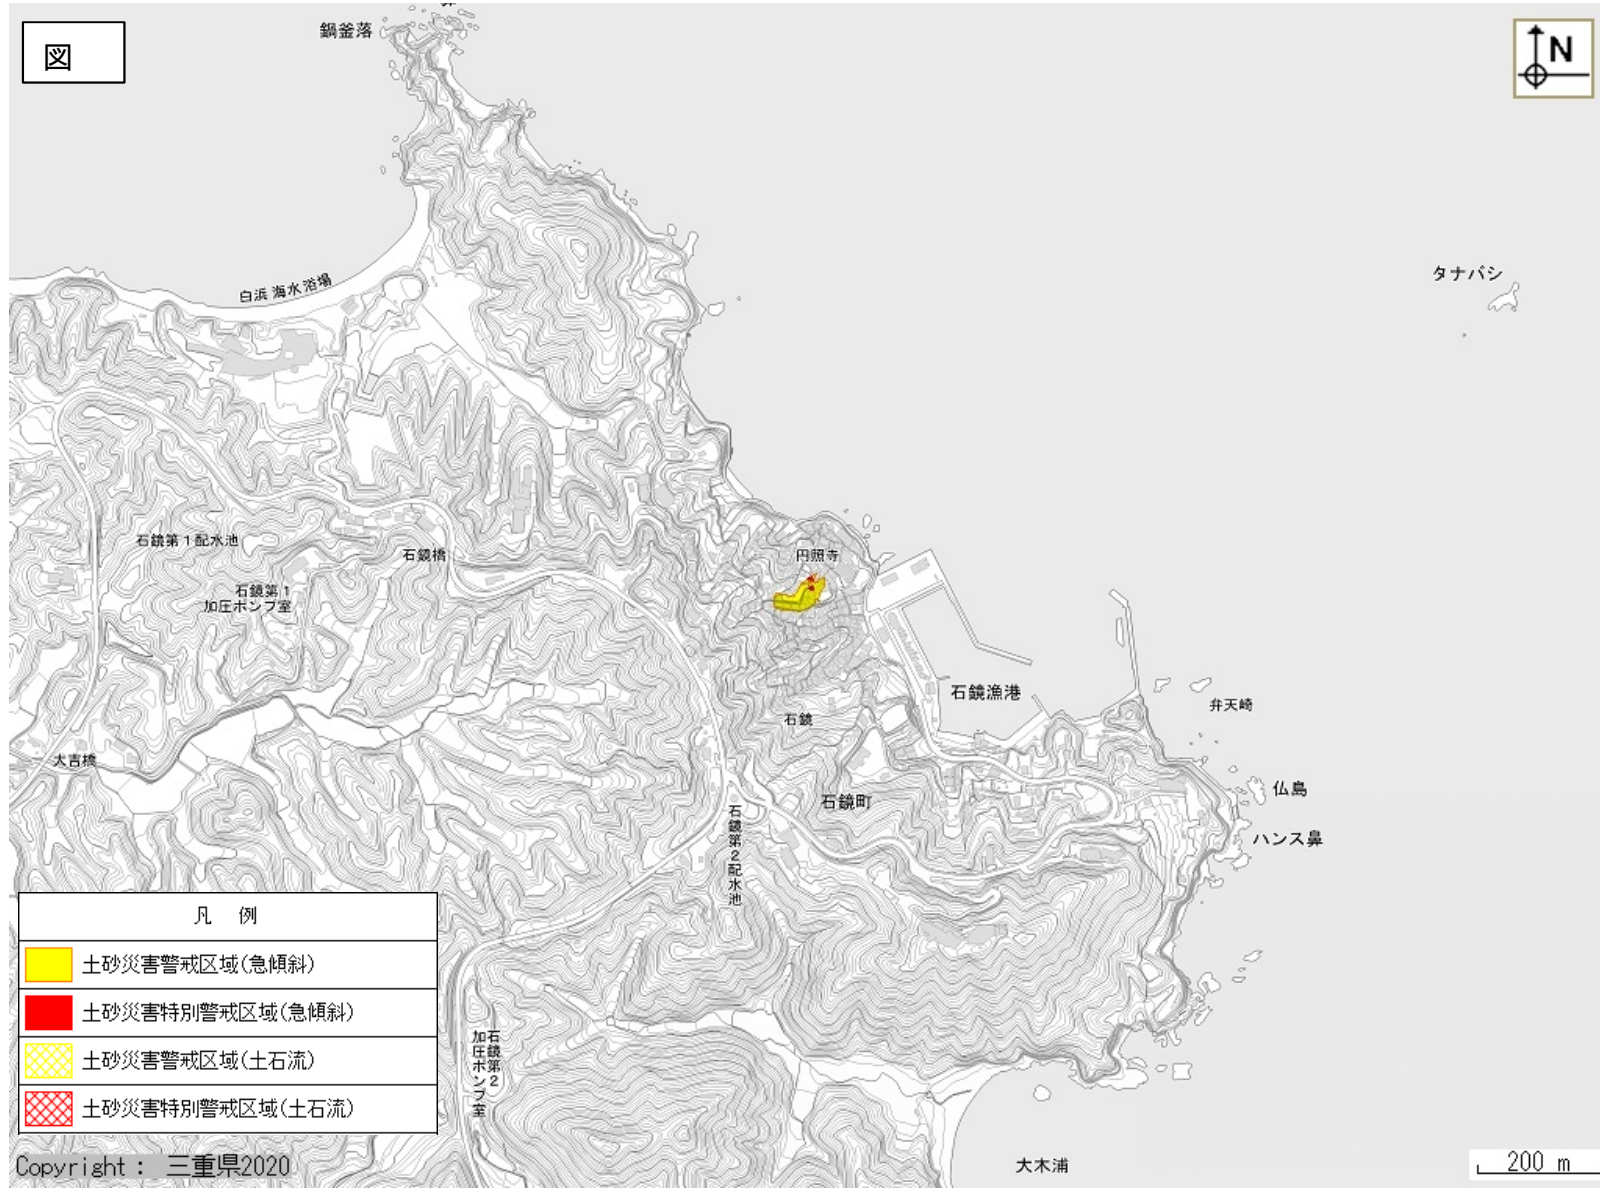 図
鍋釜落
N
白浜海水浴場
タナバシ
石鏡第1配水池
石鏡橋
円照寺
石鏡第1
加圧ポンプ室
石鏡漁港
弁天崎
石鏡
大吉橋
仏島
石鏡町
ハンス鼻
石鏡第2配水池
凡 例
土砂災害警戒区域(急傾斜)
土砂災害特別警戒区域(急傾斜)
土砂災害警戒区域(土石流)
土砂災害特別警戒区域(土石流)
石鏡第2
加圧ポンプ室
大木浦
Copyright : 三重県2020
200 m